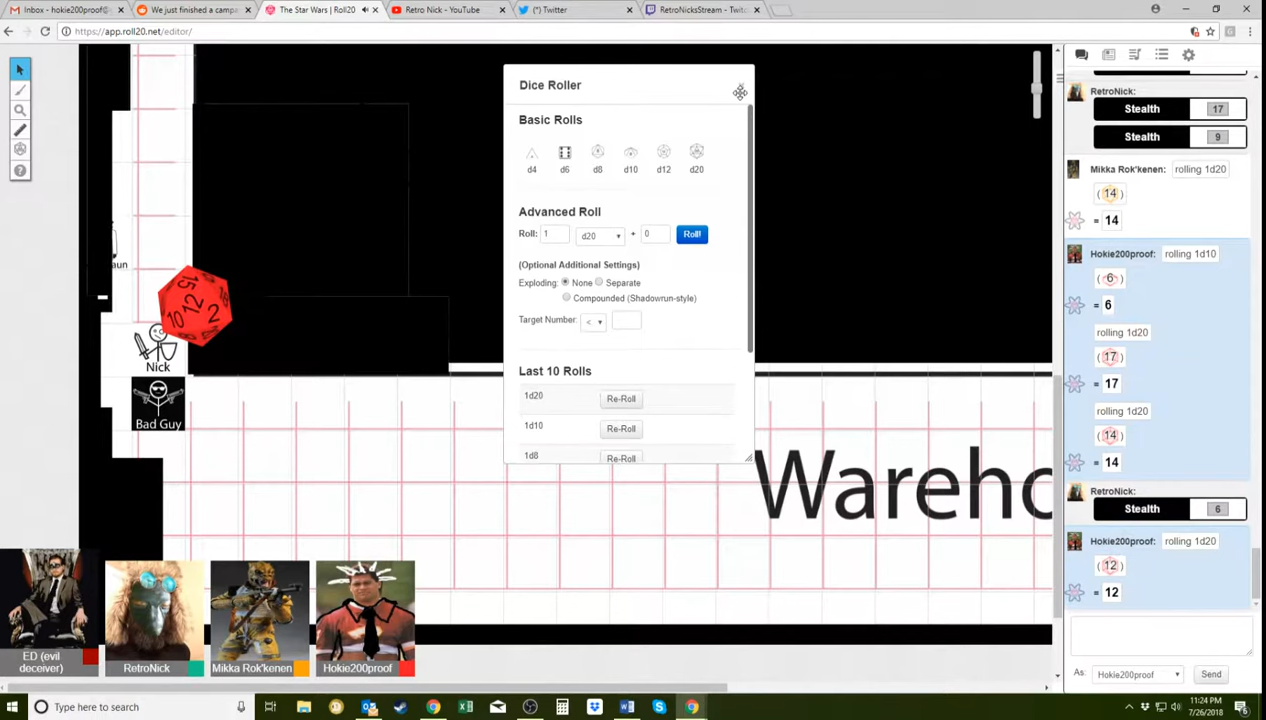 Inbox - hokie200proof@
We just finished a campa
The Star Wars | Roll20
Retro Nick - YouTube
(*) Twitter
RetroNicksStream - Twitc
https://app.roll20.net/editor/
Dice Roller
Basic Rolls
d4
d6
d8
d10
d12
d20
Advanced Roll
Roll:
1
d20
+
0
Roll!
(Optional Additional Settings)
Exploding:
None
Separate
Compounded (Shadowrun-style)
Target Number:
<
Last 10 Rolls
1d20
Re-Roll
1d10
Re-Roll
1d8
Re-Roll
aun
15
12
10
2
Nick
Bad Guy
Wareho
ED (evil
deceiver)
RetroNick
Mikka Rok'kenen
Hokie200proof
RetroNick:
Stealth
17
Stealth
9
Mikka Rok'kenen:
rolling 1d20
(14)
= 14
Hokie200proof:
rolling 1d10
(6)
= 6
rolling 1d20
(17)
= 17
rolling 1d20
(14)
= 14
RetroNick:
Stealth
6
Hokie200proof:
rolling 1d20
(12)
= 12
As:
Hokie200proof
Send
Type here to search
11:24 PM
7/26/2018